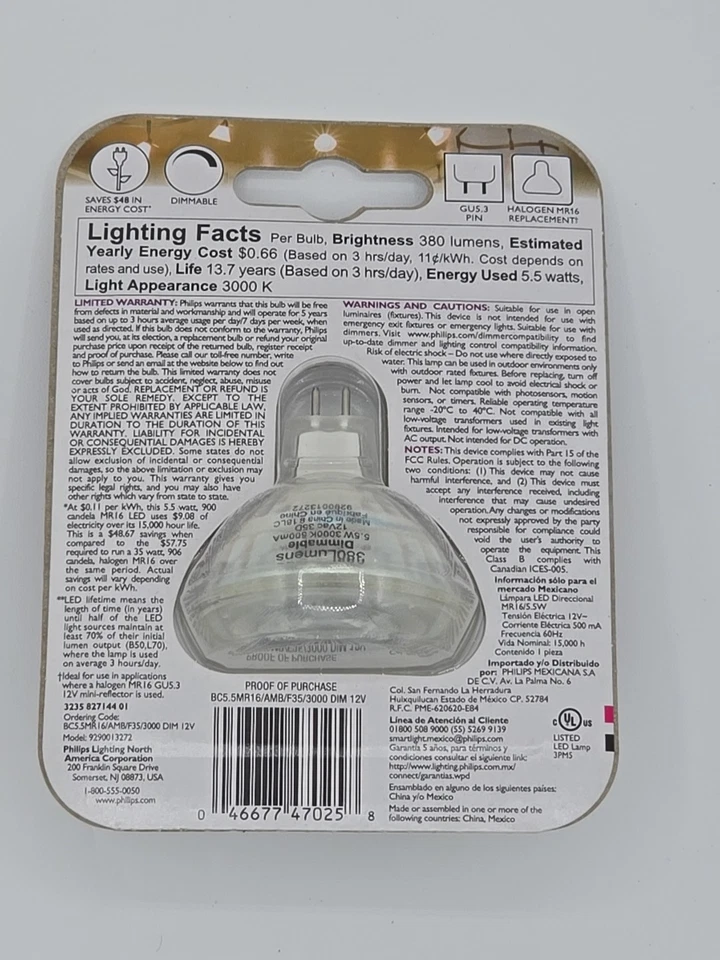 SAVES $48 IN
ENERGY COST*
DIMMABLE
GU5.3
PIN
HALOGEN MR16
REPLACEMENT†
Lighting Facts Per Bulb, Brightness 380 lumens, Estimated
Yearly Energy Cost $0.66 (Based on 3 hrs/day, 11¢/kWh. Cost depends on
rates and use), Life 13.7 years (Based on 3 hrs/day), Energy Used 5.5 watts,
Light Appearance 3000 K
LIMITED WARRANTY: Philips warrants that this bulb will be free
from defects in material and workmanship and will operate for 5 years
based on up to 3 hours average usage per day/7 days per week, when
used as directed. If this bulb does not conform to the warranty, Philips
will send you, at its election, a replacement bulb or refund your original
purchase price upon receipt of the returned bulb, register receipt
and proof of purchase. Please call our toll-free number, write
to Philips or send an email at the website below to find out
how to return the bulb. This limited warranty does not
cover bulbs subject to accident, neglect, abuse, misuse
or acts of God. REPLACEMENT OR REFUND IS
YOUR SOLE REMEDY. EXCEPT TO THE
EXTENT PROHIBITED BY APPLICABLE LAW,
ANY IMPLIED WARRANTIES ARE LIMITED IN
DURATION TO THE DURATION OF THIS
WARRANTY. LIABILITY FOR INCIDENTAL
OR CONSEQUENTIAL DAMAGES IS HEREBY
EXPRESSLY EXCLUDED. Some states do not
allow exclusion of incidental or consequential
damages, so the above limitation or exclusion may
not apply to you. This warranty gives you
specific legal rights, and you may also have
other rights which vary from state to state.
*At $0.11 per kWh, this 5.5 watt, 900
candela MR16 LED uses $9.08 of
electricity over its 15,000 hour life.
This is a $48.67 savings when
compared to the $57.75
required to run a 35 watt, 906
candela, halogen MR16 over
the same period. Actual
savings will vary depending
on cost per kWh.
**LED lifetime means the
length of time (in years)
until half of the LED
light sources maintain at
least 70% of their initial
lumen output (B50,L70),
where the lamp is used
on average 3 hours/day.
†Ideal for use in applications
where a halogen MR16 GU5.3
12V mini-reflector is used.
3235 827144 01
Ordering Code:
BC5.5MR16/AMB/F35/3000 DIM 12V
Model: 9290013272
Philips Lighting North
America Corporation
200 Franklin Square Drive
Somerset, NJ 08873, USA
1-800-555-0050
www.philips.com
WARNINGS AND CAUTIONS: Suitable for use in open
luminaires (fixtures). This device is not intended for use with
emergency exit fixtures or emergency lights. Suitable for use with
dimmers. Visit www.philips.com/dimmercompatibility to find
up-to-date dimmer and lighting control compatibility information.
Risk of electric shock – Do not use where directly exposed to
water. This lamp can be used in outdoor environments only
with outdoor rated fixtures. Before replacing, turn off
power and let lamp cool to avoid electrical shock or
burn. Not compatible with photosensors, motion
sensors, or timers. Reliable operating temperature
range -20°C to 40°C. Not compatible with all
low-voltage transformers used in existing light
fixtures. Intended for low-voltage transformers with
AC output. Not intended for DC operation.
NOTES: This device complies with Part 15 of the
FCC Rules. Operation is subject to the following
two conditions: (1) This device may not cause
harmful interference, and (2) This device must
accept any interference received, including
interference that may cause undesired
operation. Any changes or modifications
not expressly approved by the party
responsible for compliance could
void the user's authority to
operate the equipment. This
Class B complies with
Canadian ICES-005.
Información sólo para el
mercado Mexicano
Lámpara LED Direccional
MR16/5.5W
Tensión Eléctrica 12V~
Corriente Eléctrica 500 mA
Frecuencia 60Hz
Vida Nominal: 15,000 h
Contenido 1 pieza
Importado y/o Distribuido
por: PHILIPS MEXICANA S.A
DE C.V. Av. La Palma No. 6
Col. San Fernando La Herradura
Huixquilucan Estado de México CP. 52784
R.F.C. PME-620620-E84
Línea de Atención al Cliente
01800 508 9000 (55) 5269 9139
smartlight.mexico@philips.com
Garantía 5 años, para términos y
condiciones consultar el siguiente link:
http://www.lighting.philips.com.mx/
connect/garantias.wpd
Ensamblado en alguno de los siguientes países:
China y/o Mexico
Made or assembled in one or more of the
following countries: China, Mexico
c UL US
LISTED
LED Lamp
3PMS
380Lumens
Dimmable
5.5W 3000K 600mA
12Vac 35D
Made in China
Fabriqué en Chine
9290013272
PROOF OF PURCHASE
BC5.5MR16/AMB/F35/3000 DIM 12V
0 46677 47025 8